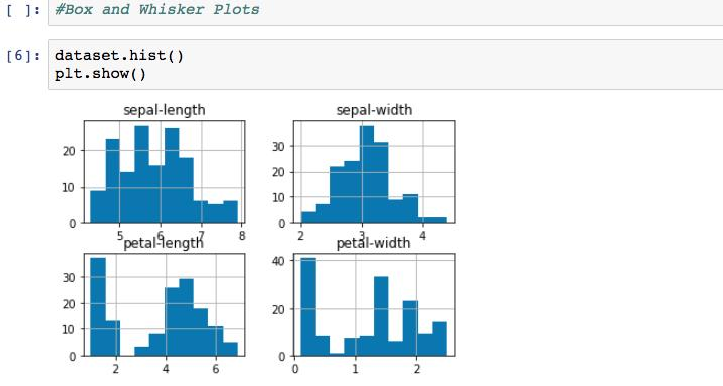 [ ]: #Box and Whisker Plots
[6]: dataset.hist()
plt.show()
sepal-length
20
10
0
5 6 7 8
sepal-width
30
20
10
0
2 3 4
petal-length
30
20
10
0
2 4 6
petal-width
40
20
0
0 1 2